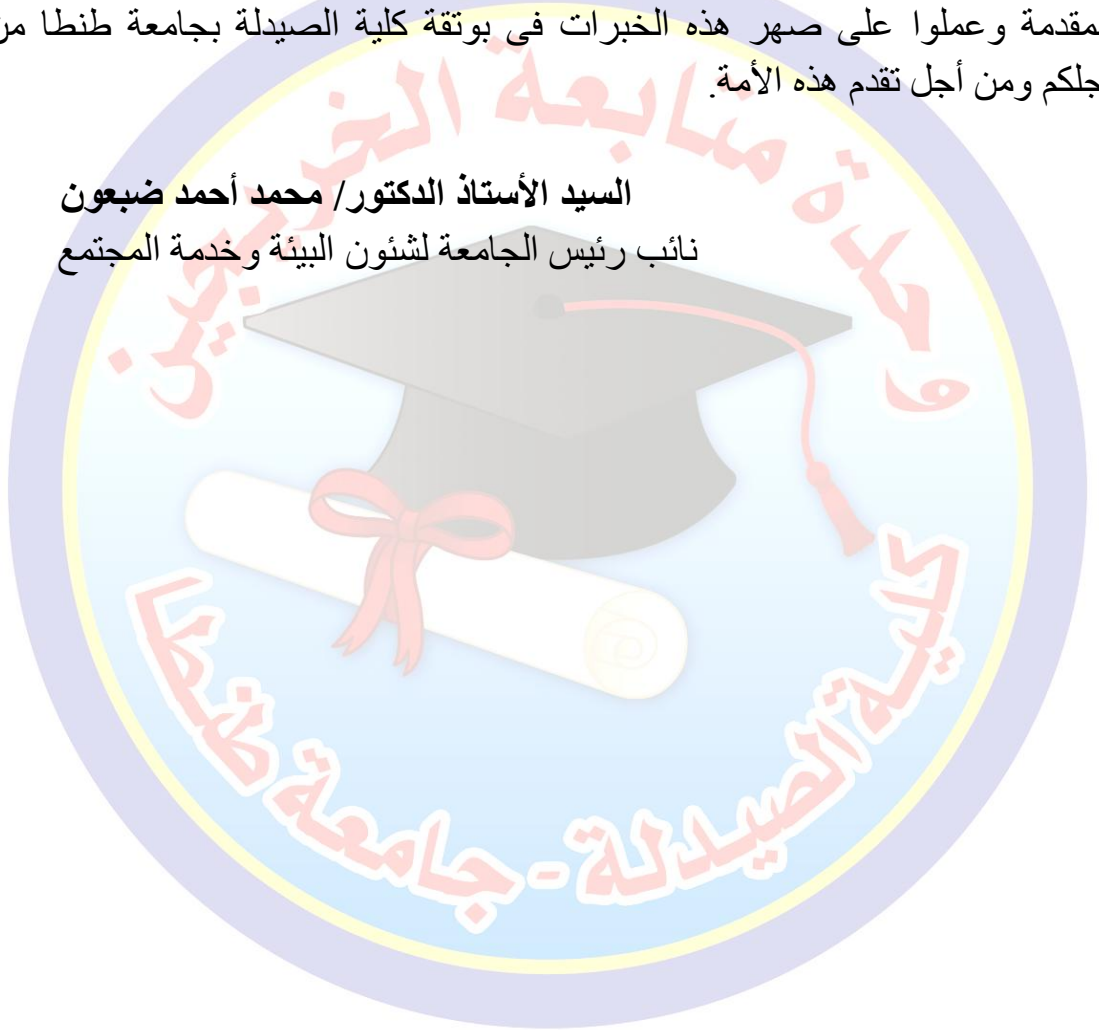 لمقدمة وعملوا على صهر هذه الخبرات فى بوتقة كلية الصيدلة بجامعة طنطا من
جلكم ومن أجل تقدم هذه الأمة.
السيد الأستاذ الدكتور/ محمد أحمد ضبعون
نائب رئيس الجامعة لشئون البيئة وخدمة المجتمع
وحدة متابعة الخريجين
كلية الصيدلة - جامعة طنطا